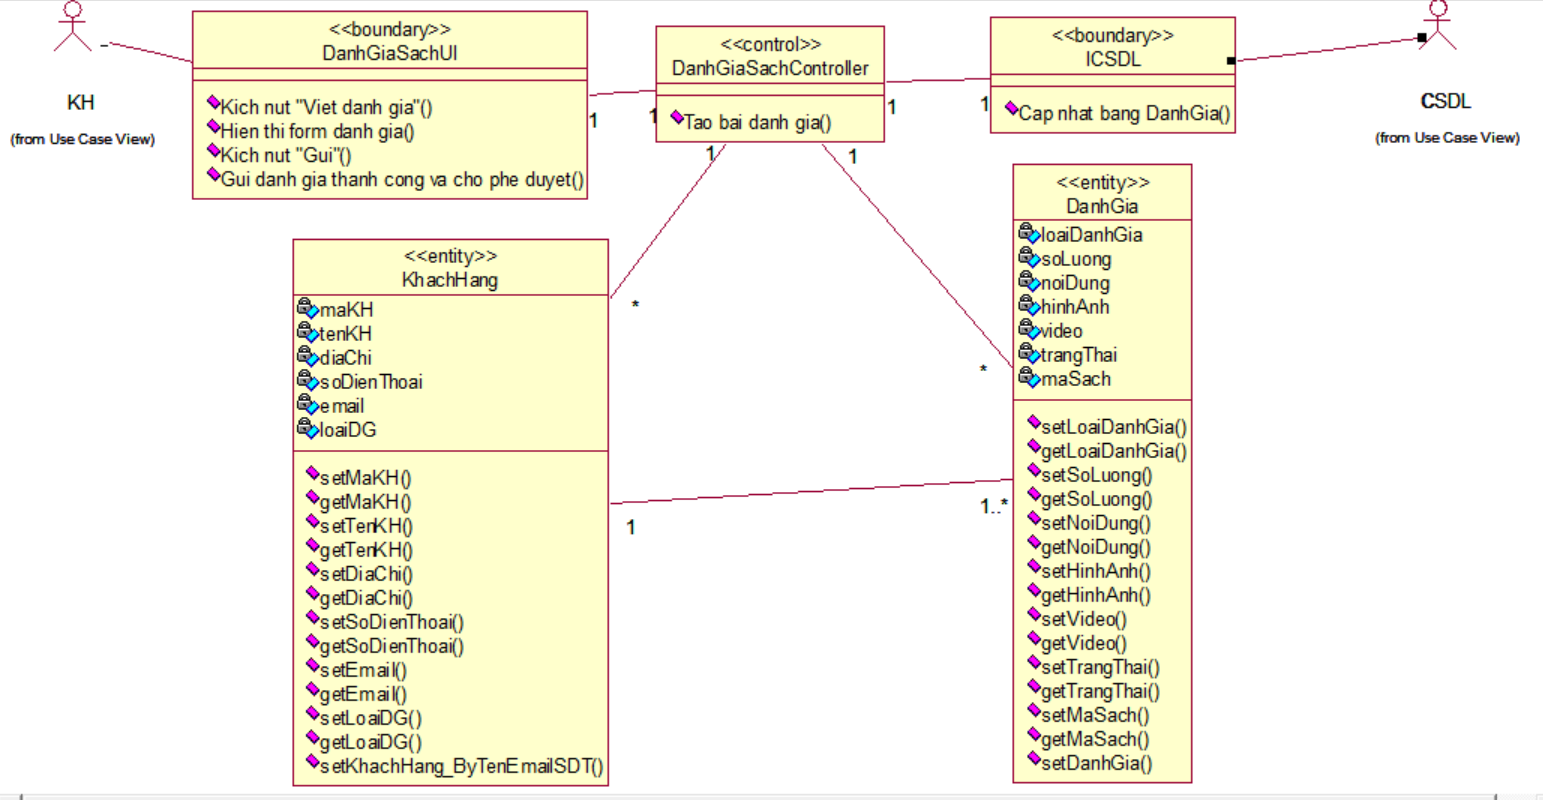 <<boundary>>
DanhGiaSachUI
Kich nut "Viet danh gia"()
Hien thi form danh gia()
Kich nut "Gui"()
Gui danh gia thanh cong va cho phe duyet()
KH
(from Use Case View)
1
1
<<control>>
DanhGiaSachController
Tao bai danh gia()
1
1
<<boundary>>
ICSDL
Cap nhat bang DanhGia()
CSDL
(from Use Case View)
1
*
1
*
<<entity>>
KhachHang
maKH
tenKH
diaChi
soDienThoai
email
loaiDG
setMaKH()
getMaKH()
setTenKH()
getTenKH()
setDiaChi()
getDiaChi()
setSoDienThoai()
getSoDienThoai()
setEmail()
getEmail()
setLoaiDG()
getLoaiDG()
setKhachHang_ByTenEmailSDT()
1
1..*
<<entity>>
DanhGia
loaiDanhGia
soLuong
noiDung
hinhAnh
video
trangThai
maSach
setLoaiDanhGia()
getLoaiDanhGia()
setSoLuong()
getSoLuong()
setNoiDung()
getNoiDung()
setHinhAnh()
getHinhAnh()
setVideo()
getVideo()
setTrangThai()
getTrangThai()
setMaSach()
getMaSach()
setDanhGia()